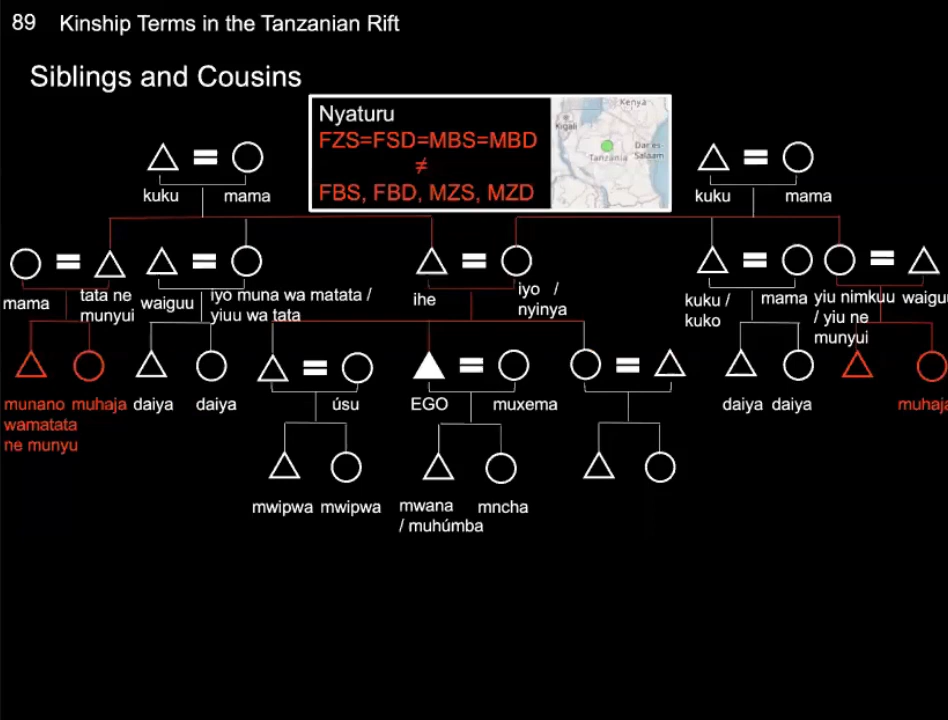 89 Kinship Terms in the Tanzanian Rift
Siblings and Cousins
Nyaturu
FZS=FSD=MBS=MBD
≠
FBS, FBD, MZS, MZD
Kenya
Kigali
Dar es
Tanzania Salaam
kuku mama
kuku mama
mama
tata ne
munyui
waiguu
iyo muna wa matata /
yiuu wa tata
ihe
iyo /
nyinya
kuku /
kuko
mama
yiu nimkuu
/ yiu ne
munyui
waigu
munano
wamatata
ne munyu
muhaja
daiya
daiya
úsu
EGO
muxema
daiya
daiya
muhaja
mwipwa
mwipwa
mwana
/ muhúmba
mncha